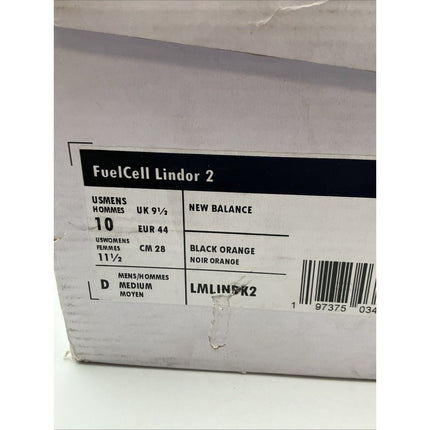 FuelCell Lindor 2
USMENS
HOMMES UK 9½
10 EUR 44
USWOMENS
FEMMES CM 28
11½
NEW BALANCE
BLACK ORANGE
NOIR ORANGE
D MENS/HOMMES
MEDIUM
MOYEN
LMLINDK2
1 97375 034